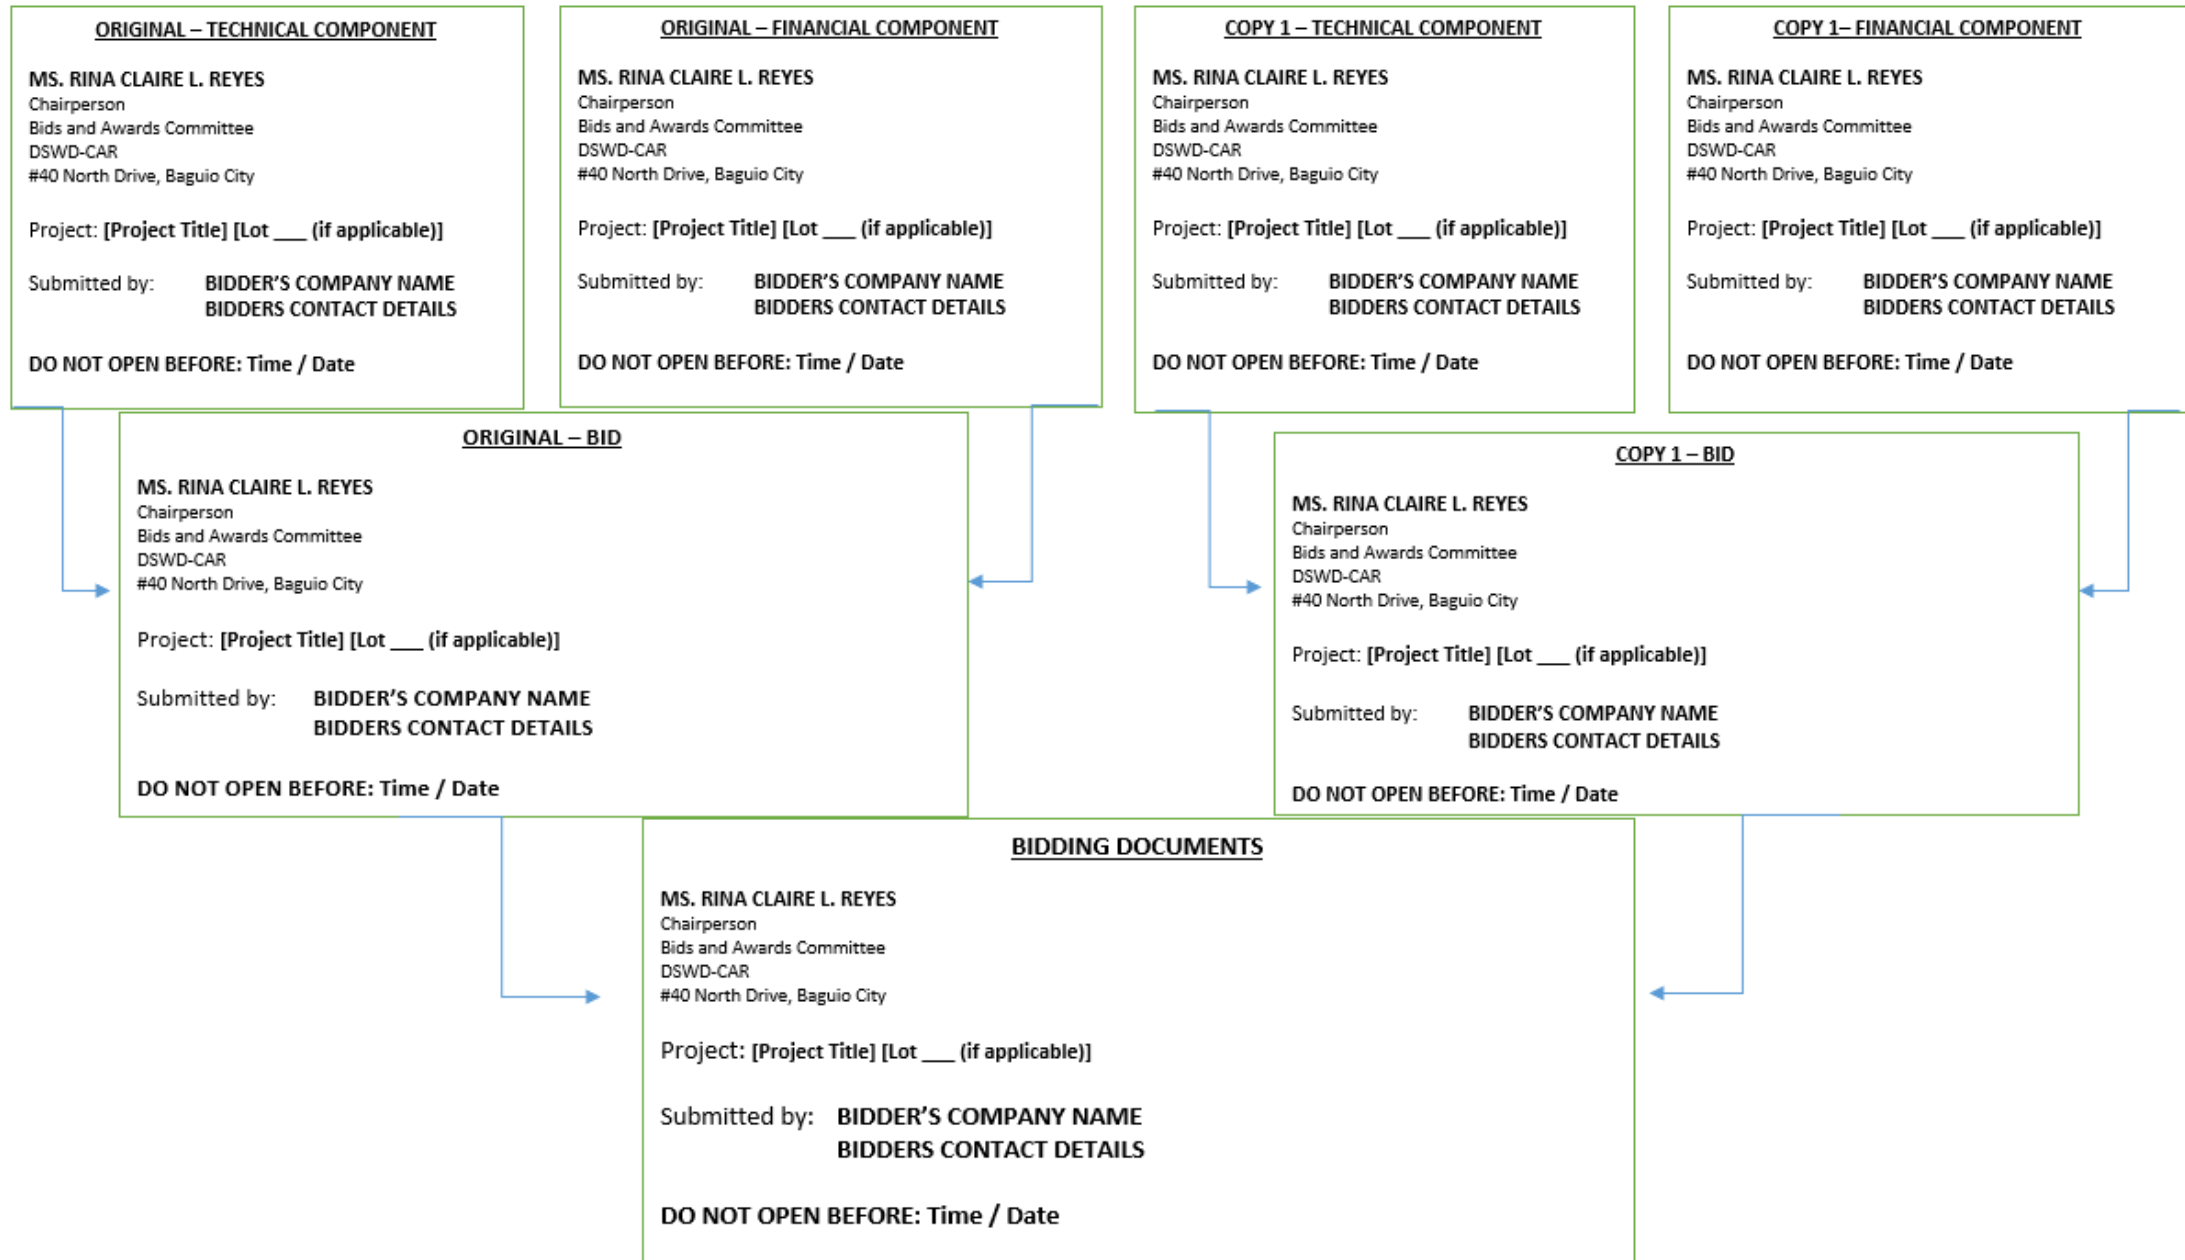 ORIGINAL – TECHNICAL COMPONENT
MS. RINA CLAIRE L. REYES
Chairperson
Bids and Awards Committee
DSWD-CAR
#40 North Drive, Baguio City
Project: [Project Title] [Lot ___ (if applicable)]
Submitted by: BIDDER’S COMPANY NAME
BIDDERS CONTACT DETAILS
DO NOT OPEN BEFORE: Time / Date
ORIGINAL – FINANCIAL COMPONENT
MS. RINA CLAIRE L. REYES
Chairperson
Bids and Awards Committee
DSWD-CAR
#40 North Drive, Baguio City
Project: [Project Title] [Lot ___ (if applicable)]
Submitted by: BIDDER’S COMPANY NAME
BIDDERS CONTACT DETAILS
DO NOT OPEN BEFORE: Time / Date
COPY 1 – TECHNICAL COMPONENT
MS. RINA CLAIRE L. REYES
Chairperson
Bids and Awards Committee
DSWD-CAR
#40 North Drive, Baguio City
Project: [Project Title] [Lot ___ (if applicable)]
Submitted by: BIDDER’S COMPANY NAME
BIDDERS CONTACT DETAILS
DO NOT OPEN BEFORE: Time / Date
COPY 1– FINANCIAL COMPONENT
MS. RINA CLAIRE L. REYES
Chairperson
Bids and Awards Committee
DSWD-CAR
#40 North Drive, Baguio City
Project: [Project Title] [Lot ___ (if applicable)]
Submitted by: BIDDER’S COMPANY NAME
BIDDERS CONTACT DETAILS
DO NOT OPEN BEFORE: Time / Date
ORIGINAL – BID
MS. RINA CLAIRE L. REYES
Chairperson
Bids and Awards Committee
DSWD-CAR
#40 North Drive, Baguio City
Project: [Project Title] [Lot ___ (if applicable)]
Submitted by: BIDDER’S COMPANY NAME
BIDDERS CONTACT DETAILS
DO NOT OPEN BEFORE: Time / Date
COPY 1 – BID
MS. RINA CLAIRE L. REYES
Chairperson
Bids and Awards Committee
DSWD-CAR
#40 North Drive, Baguio City
Project: [Project Title] [Lot ___ (if applicable)]
Submitted by: BIDDER’S COMPANY NAME
BIDDERS CONTACT DETAILS
DO NOT OPEN BEFORE: Time / Date
BIDDING DOCUMENTS
MS. RINA CLAIRE L. REYES
Chairperson
Bids and Awards Committee
DSWD-CAR
#40 North Drive, Baguio City
Project: [Project Title] [Lot ___ (if applicable)]
Submitted by: BIDDER’S COMPANY NAME
BIDDERS CONTACT DETAILS
DO NOT OPEN BEFORE: Time / Date